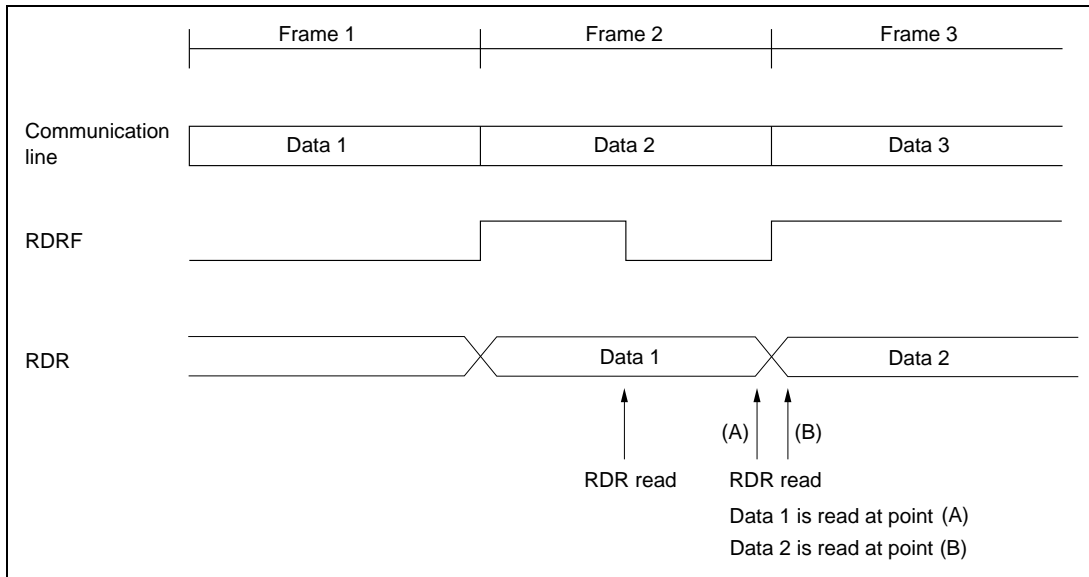 Frame 1 Frame 2 Frame 3
Communication
line
Data 1 Data 2 Data 3
RDRF
RDR
Data 1 Data 2
(A) (B)
RDR read RDR read
Data 1 is read at point (A)
Data 2 is read at point (B)